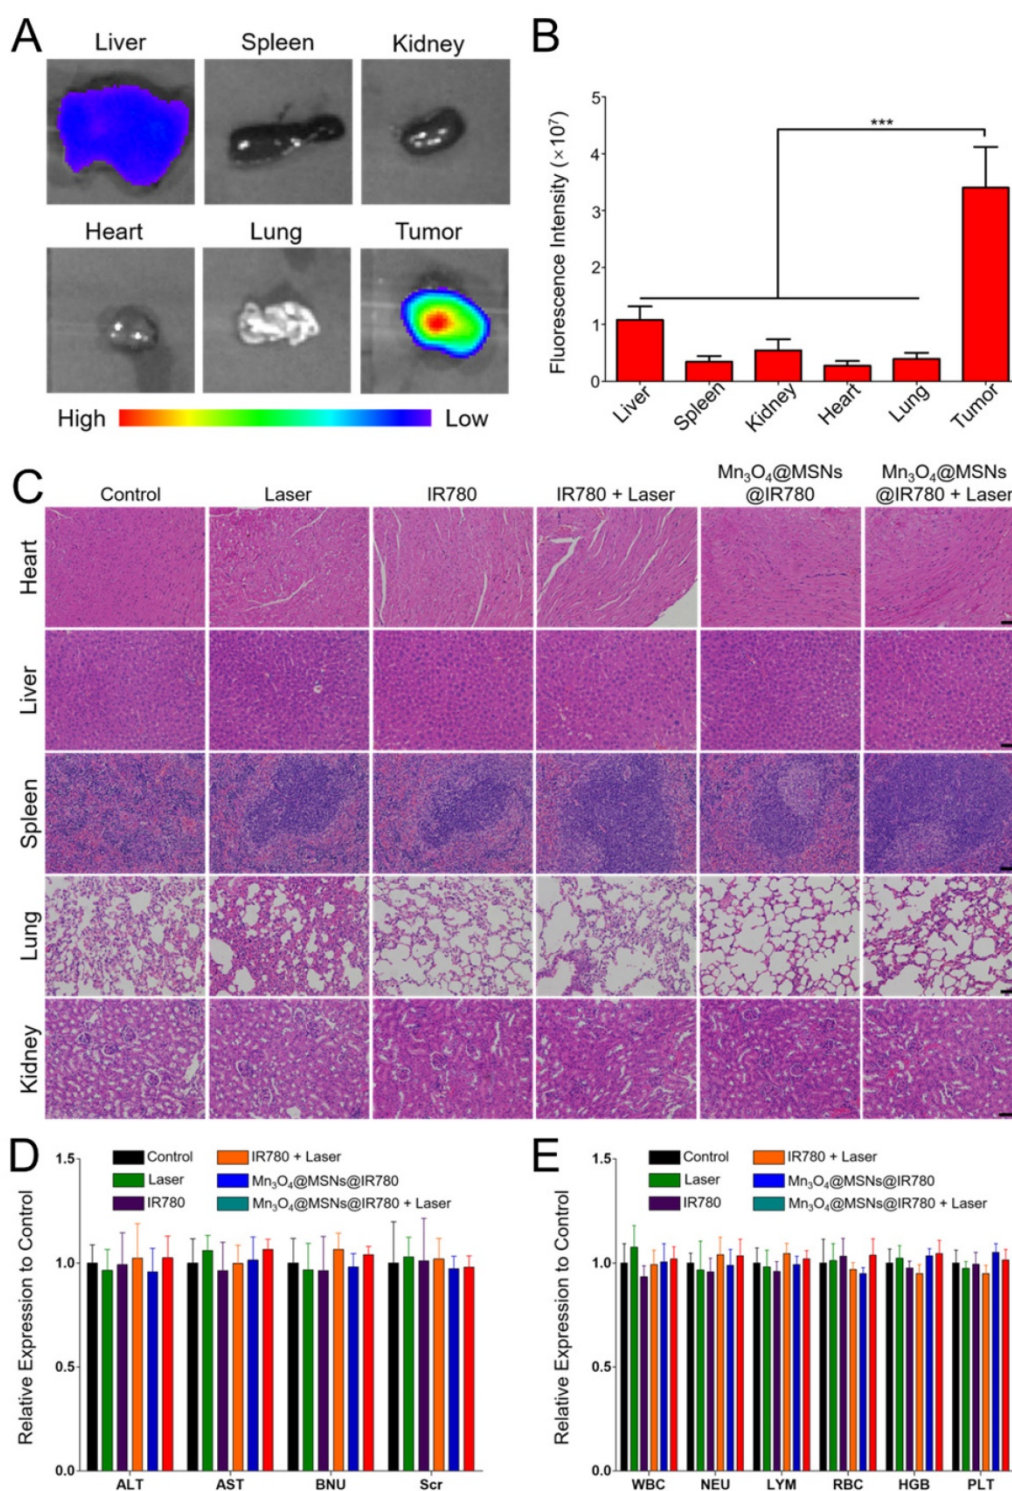 A
Liver
Spleen
Kidney
Heart
Lung
Tumor
High
Low
B
Fluorescence Intensity (×10⁷)
5
4
3
2
1
0
***
Liver
Spleen
Kidney
Heart
Lung
Tumor
C
Control
Laser
IR780
IR780 + Laser
Mn₃O₄@MSNs
@IR780
Mn₃O₄@MSNs
@IR780 + Laser
Heart
Liver
Spleen
Lung
Kidney
D
Relative Expression to Control
1.5
1.0
0.5
0.0
Control
Laser
IR780
IR780 + Laser
Mn₃O₄@MSNs@IR780
Mn₃O₄@MSNs@IR780 + Laser
ALT
AST
BNU
Scr
E
Relative Expression to Control
1.5
1.0
0.5
0.0
Control
Laser
IR780
IR780 + Laser
Mn₃O₄@MSNs@IR780
Mn₃O₄@MSNs@IR780 + Laser
WBC
NEU
LYM
RBC
HGB
PLT